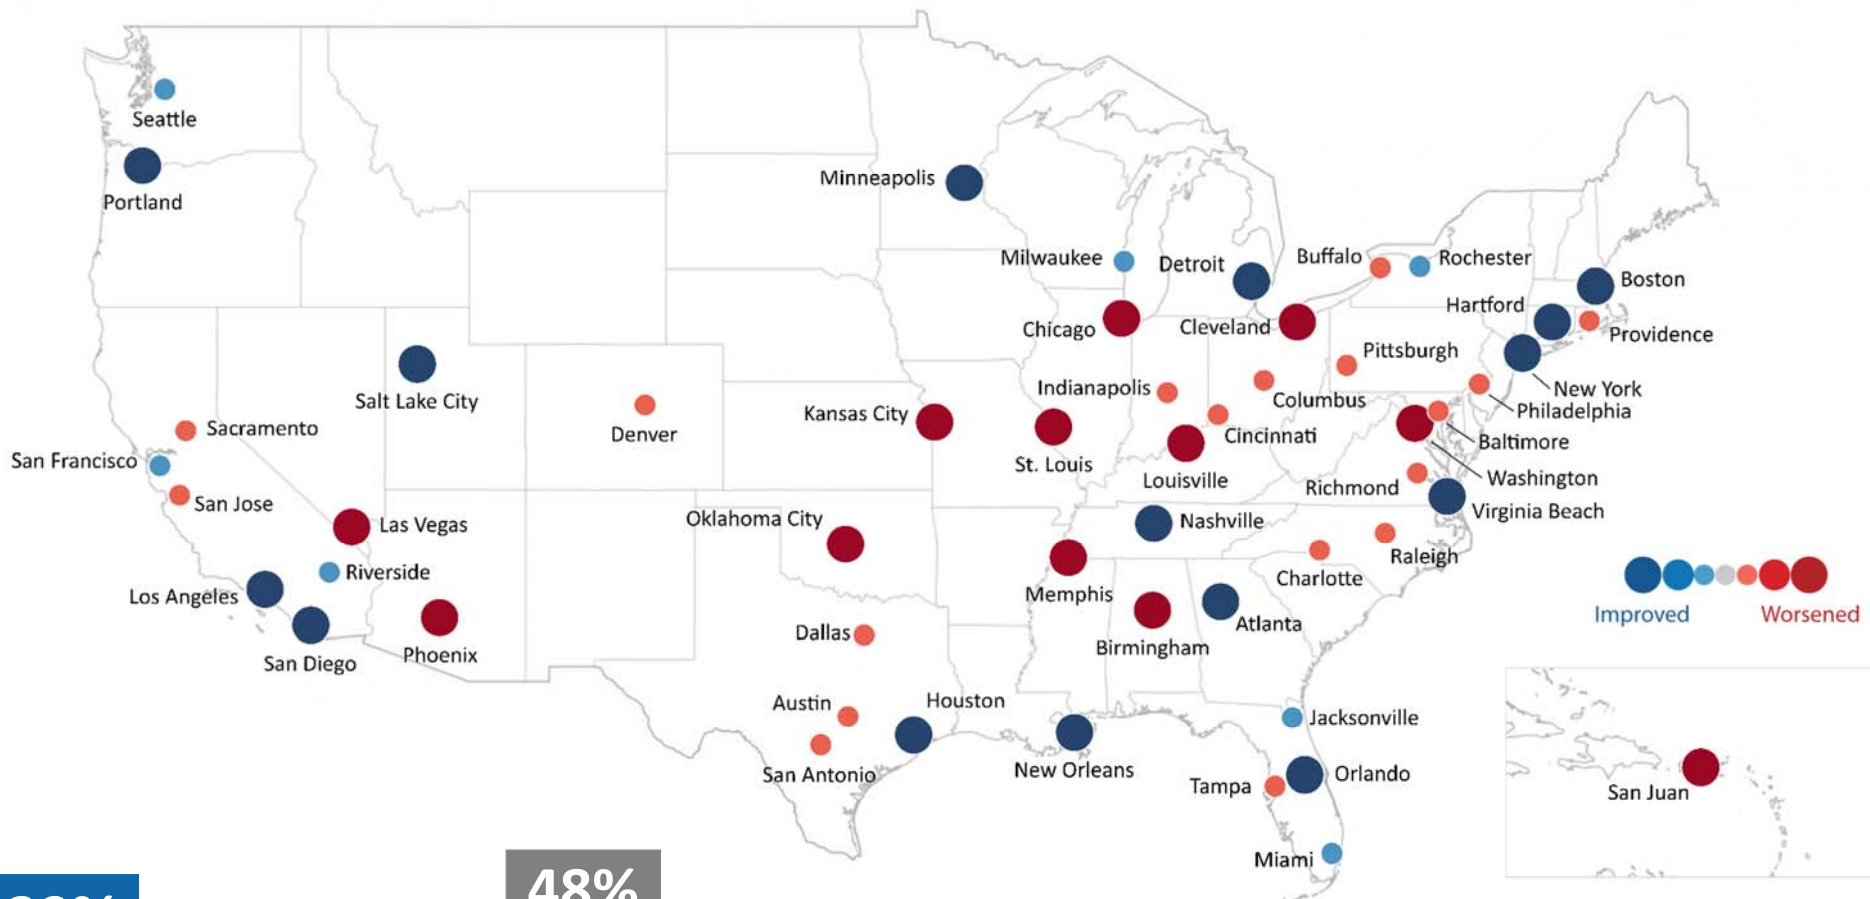 Seattle
Portland
Minneapolis
Milwaukee
Detroit
Buffalo
Rochester
Boston
Hartford
Chicago
Cleveland
Providence
Pittsburgh
New York
Salt Lake City
Indianapolis
Columbus
Philadelphia
Kansas City
Denver
Sacramento
Cincinnati
Baltimore
San Francisco
St. Louis
Louisville
Washington
Richmond
San Jose
Virginia Beach
Las Vegas
Oklahoma City
Nashville
Raleigh
Riverside
Charlotte
Los Angeles
Memphis
Atlanta
Improved
Worsened
Dallas
Birmingham
San Diego
Phoenix
Austin
Houston
Jacksonville
San Antonio
New Orleans
Orlando
Tampa
San Juan
Miami
48%